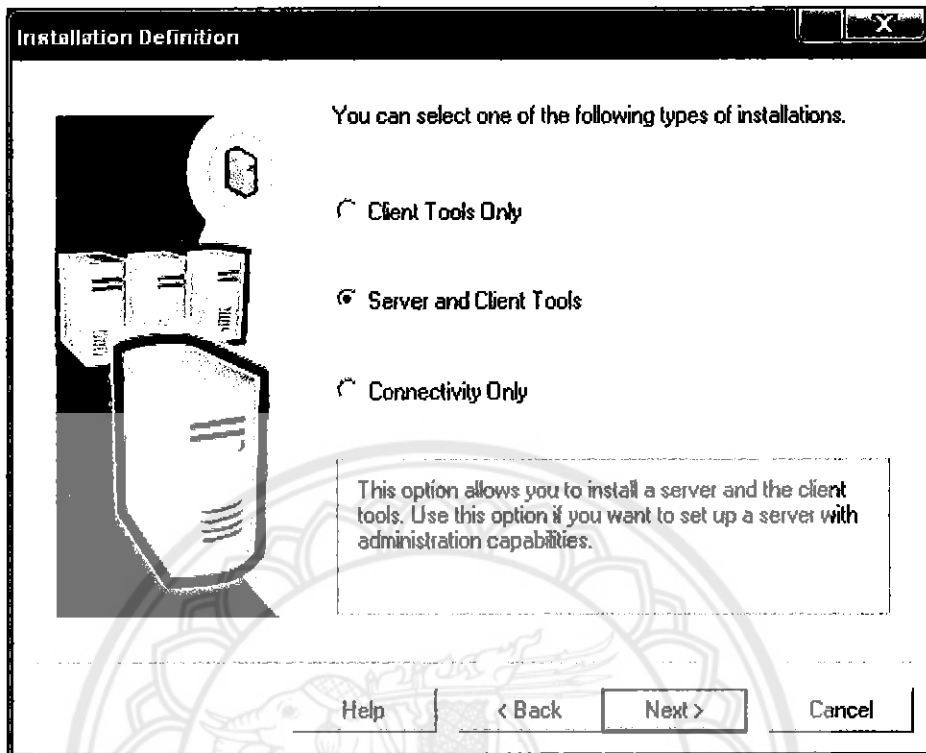 Installation Definition
X
You can select one of the following types of installations.
Client Tools Only
Server and Client Tools
Connectivity Only
This option allows you to install a server and the client
tools. Use this option if you want to set up a server with
administration capabilities.
Help
< Back
Next >
Cancel